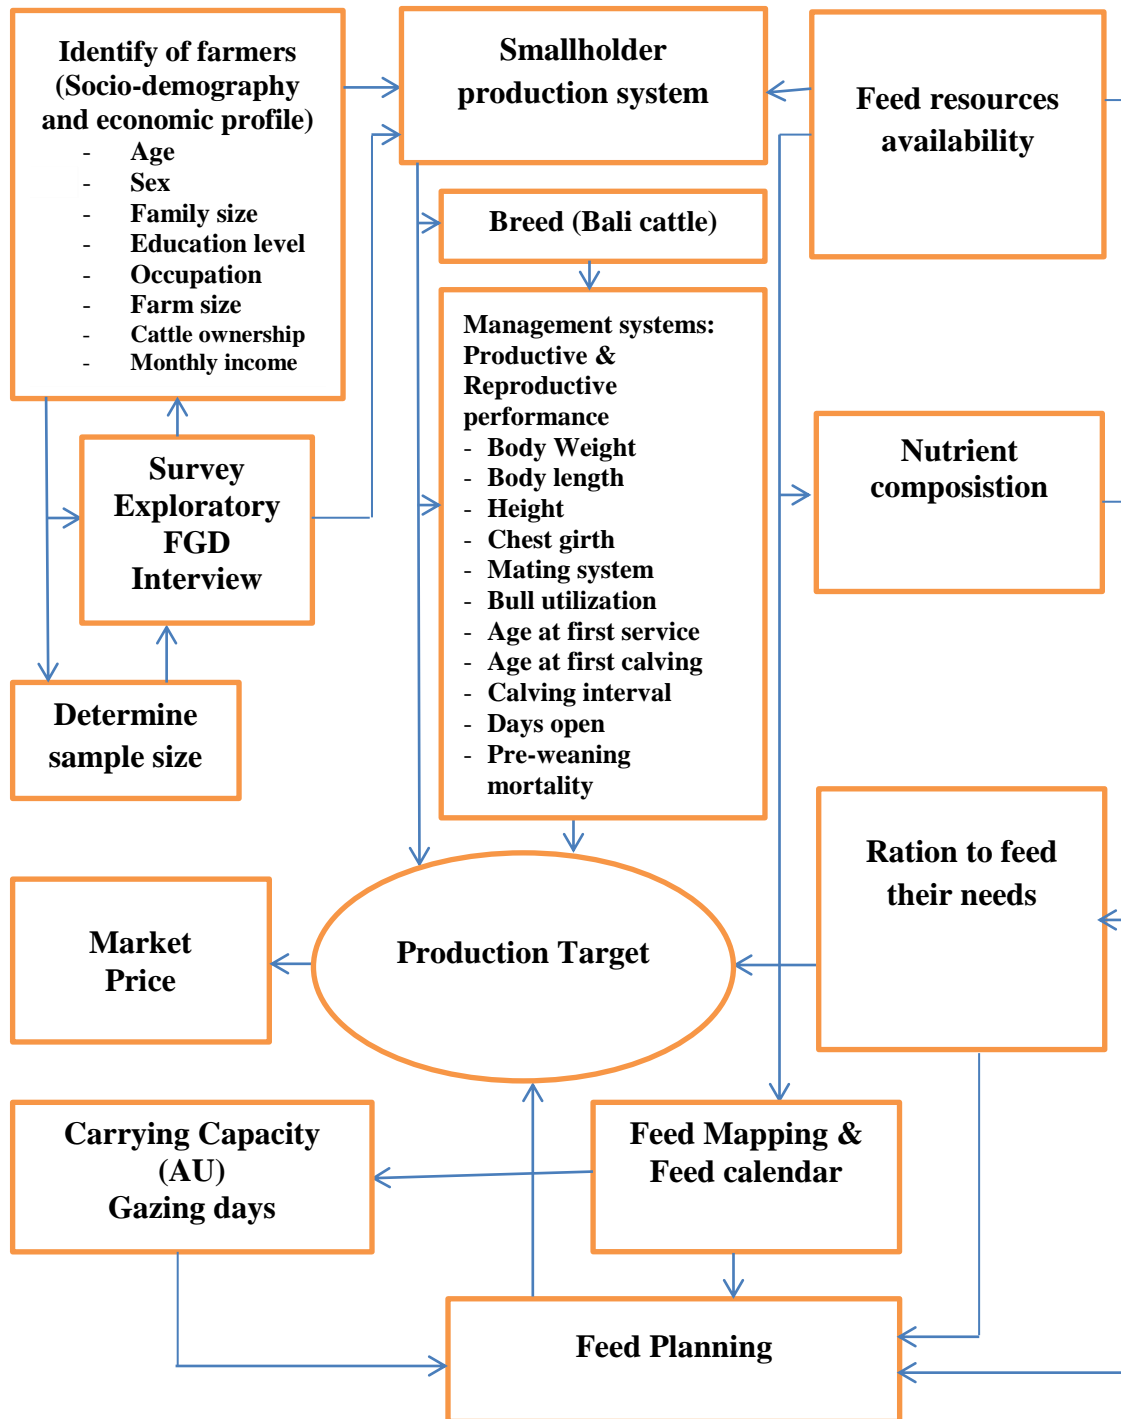 Identify of farmers
(Socio-demography
and economic profile)
- Age
- Sex
- Family size
- Education level
- Occupation
- Farm size
- Cattle ownership
- Monthly income
Smallholder
production system
Feed resources
availability
Breed (Bali cattle)
Management systems:
Productive &
Reproductive
performance
- Body Weight
- Body length
- Height
- Chest girth
- Mating system
- Bull utilization
- Age at first service
- Age at first calving
- Calving interval
- Days open
- Pre-weaning
mortality
Survey
Exploratory
FGD
Interview
Nutrient
composistion
Determine
sample size
Ration to feed
their needs
Market
Price
Production Target
Carrying Capacity
(AU)
Gazing days
Feed Mapping &
Feed calendar
Feed Planning